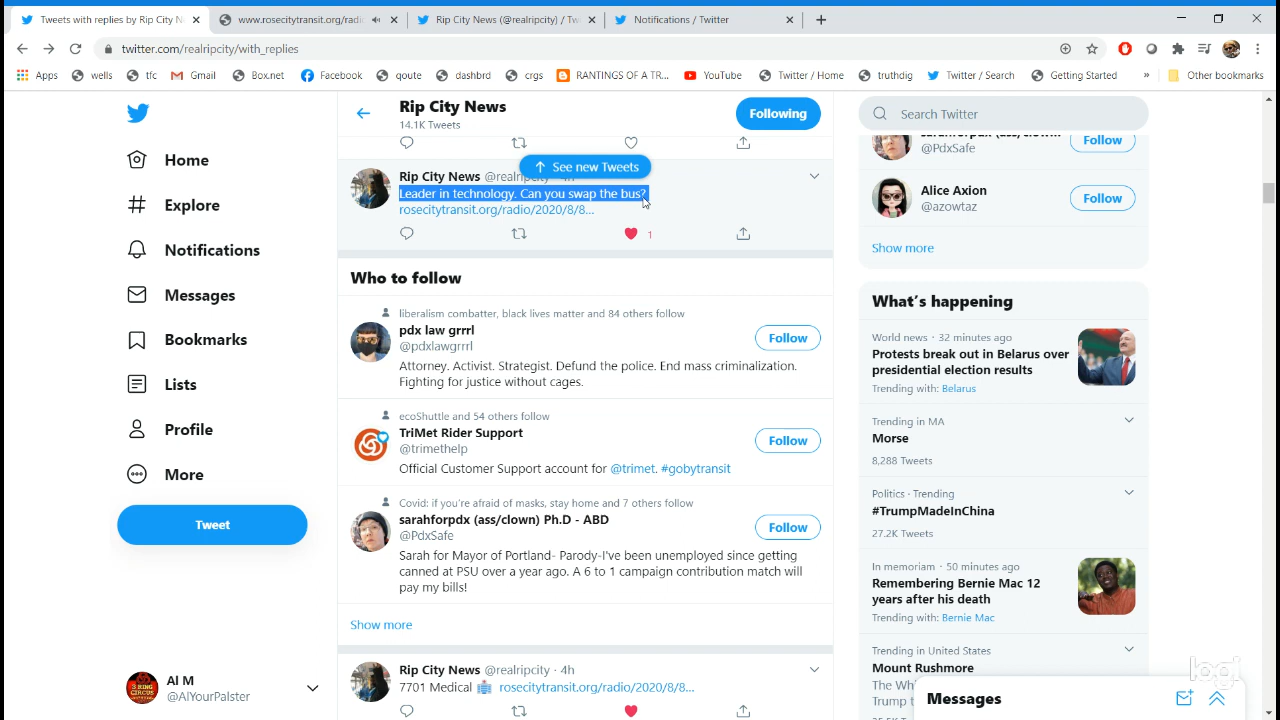 Tweets with replies by Rip City N
www.rosecitytransit.org/radi
Rip City News (@realripcity) / Tw
Notifications / Twitter
twitter.com/realripcity/with_replies
Apps
wells
tfc
Gmail
Box.net
Facebook
qoute
dashbrd
crgs
RANTINGS OF A TR...
YouTube
Twitter / Home
truthdig
Twitter / Search
Getting Started
»
Other bookmarks
Home
Explore
Notifications
Messages
Bookmarks
Lists
Profile
More
Tweet
Al M
@AlYourPalster
Rip City News
14.1K Tweets
Following
See new Tweets
Rip City News @realripcity · 4h
Leader in technology. Can you swap the bus?
rosecitytransit.org/radio/2020/8/8...
1
Who to follow
liberalism combatter, black lives matter and 84 others follow
pdx law grrrl
@pdxlawgrrrl
Follow
Attorney. Activist. Strategist. Defund the police. End mass criminalization.
Fighting for justice without cages.
ecoShuttle and 54 others follow
TriMet Rider Support
@trimethelp
Follow
Official Customer Support account for @trimet. #gobytransit
Covid: if you're afraid of masks, stay home and 7 others follow
sarahforpdx (ass/clown) Ph.D - ABD
@PdxSafe
Follow
Sarah for Mayor of Portland- Parody-I've been unemployed since getting
canned at PSU over a year ago. A 6 to 1 campaign contribution match will
pay my bills!
Show more
Rip City News @realripcity · 4h
7701 Medical rosecitytransit.org/radio/2020/8/8...
Search Twitter
sarahforpdx (ass/clown)...
@PdxSafe
Follow
Alice Axion
@azowtaz
Follow
Show more
What's happening
World news · 32 minutes ago
Protests break out in Belarus over
presidential election results
Trending with: Belarus
Trending in MA
Morse
8,288 Tweets
Politics · Trending
#TrumpMadeInChina
27.2K Tweets
In memoriam · 50 minutes ago
Remembering Bernie Mac 12
years after his death
Trending with: Bernie Mac
Trending in United States
Mount Rushmore
The Wh
Trump t
Messages
logi